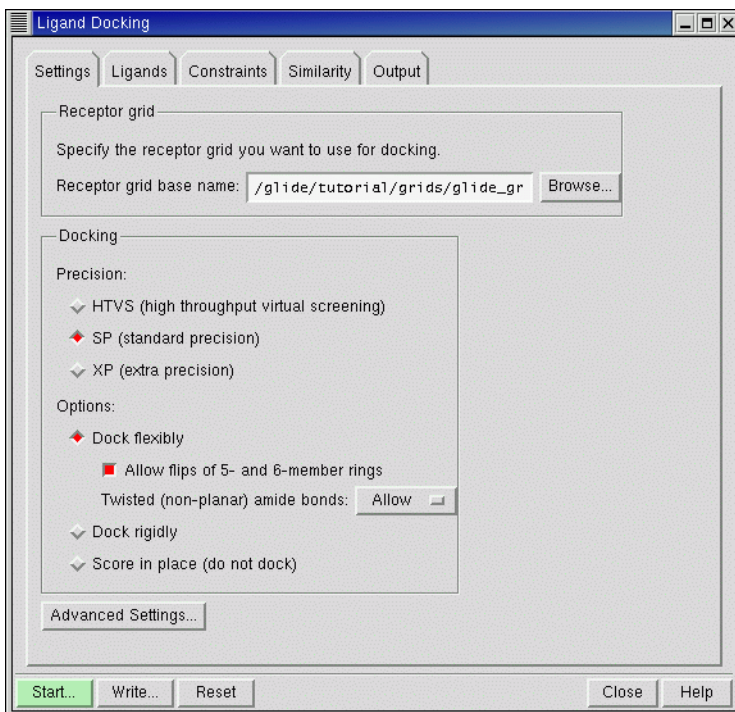 Ligand Docking
Settings Ligands Constraints Similarity Output
Receptor grid
Specify the receptor grid you want to use for docking.
Receptor grid base name: /glide/tutorial/grids/glide_gr Browse...
Docking
Precision:
HTVS (high throughput virtual screening)
SP (standard precision)
XP (extra precision)
Options:
Dock flexibly
Allow flips of 5- and 6-member rings
Twisted (non-planar) amide bonds: Allow
Dock rigidly
Score in place (do not dock)
Advanced Settings...
Start... Write... Reset Close Help